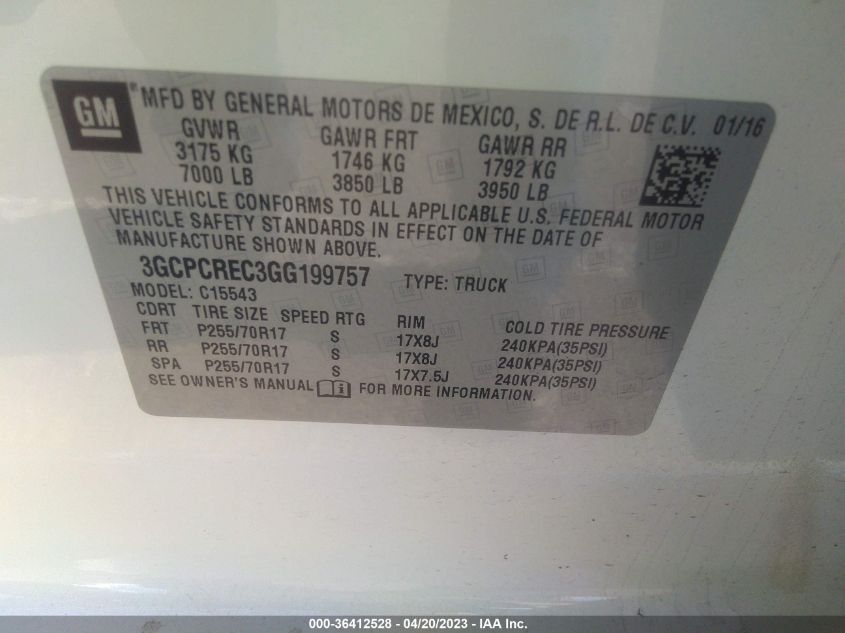 GM ® MFD BY GENERAL MOTORS DE MEXICO, S. DE R.L. DE C.V. 01/16
GVWR GAWR FRT GAWR RR
3175 KG 1746 KG 1792 KG
7000 LB 3850 LB 3950 LB
THIS VEHICLE CONFORMS TO ALL APPLICABLE U.S. FEDERAL MOTOR
VEHICLE SAFETY STANDARDS IN EFFECT ON THE DATE OF
MANUFACTURE SHOWN ABOVE.
3GCPCREC3GG199757 TYPE: TRUCK
MODEL: C15543
CDRT TIRE SIZE SPEED RTG RIM COLD TIRE PRESSURE
FRT P255/70R17 S 17X8J 240KPA(35PSI)
RR P255/70R17 S 17X8J 240KPA(35PSI)
SPA P255/70R17 S 17X7.5J 240KPA(35PSI)
SEE OWNER'S MANUAL i FOR MORE INFORMATION.
000-36412528 - 04/20/2023 - IAA Inc.